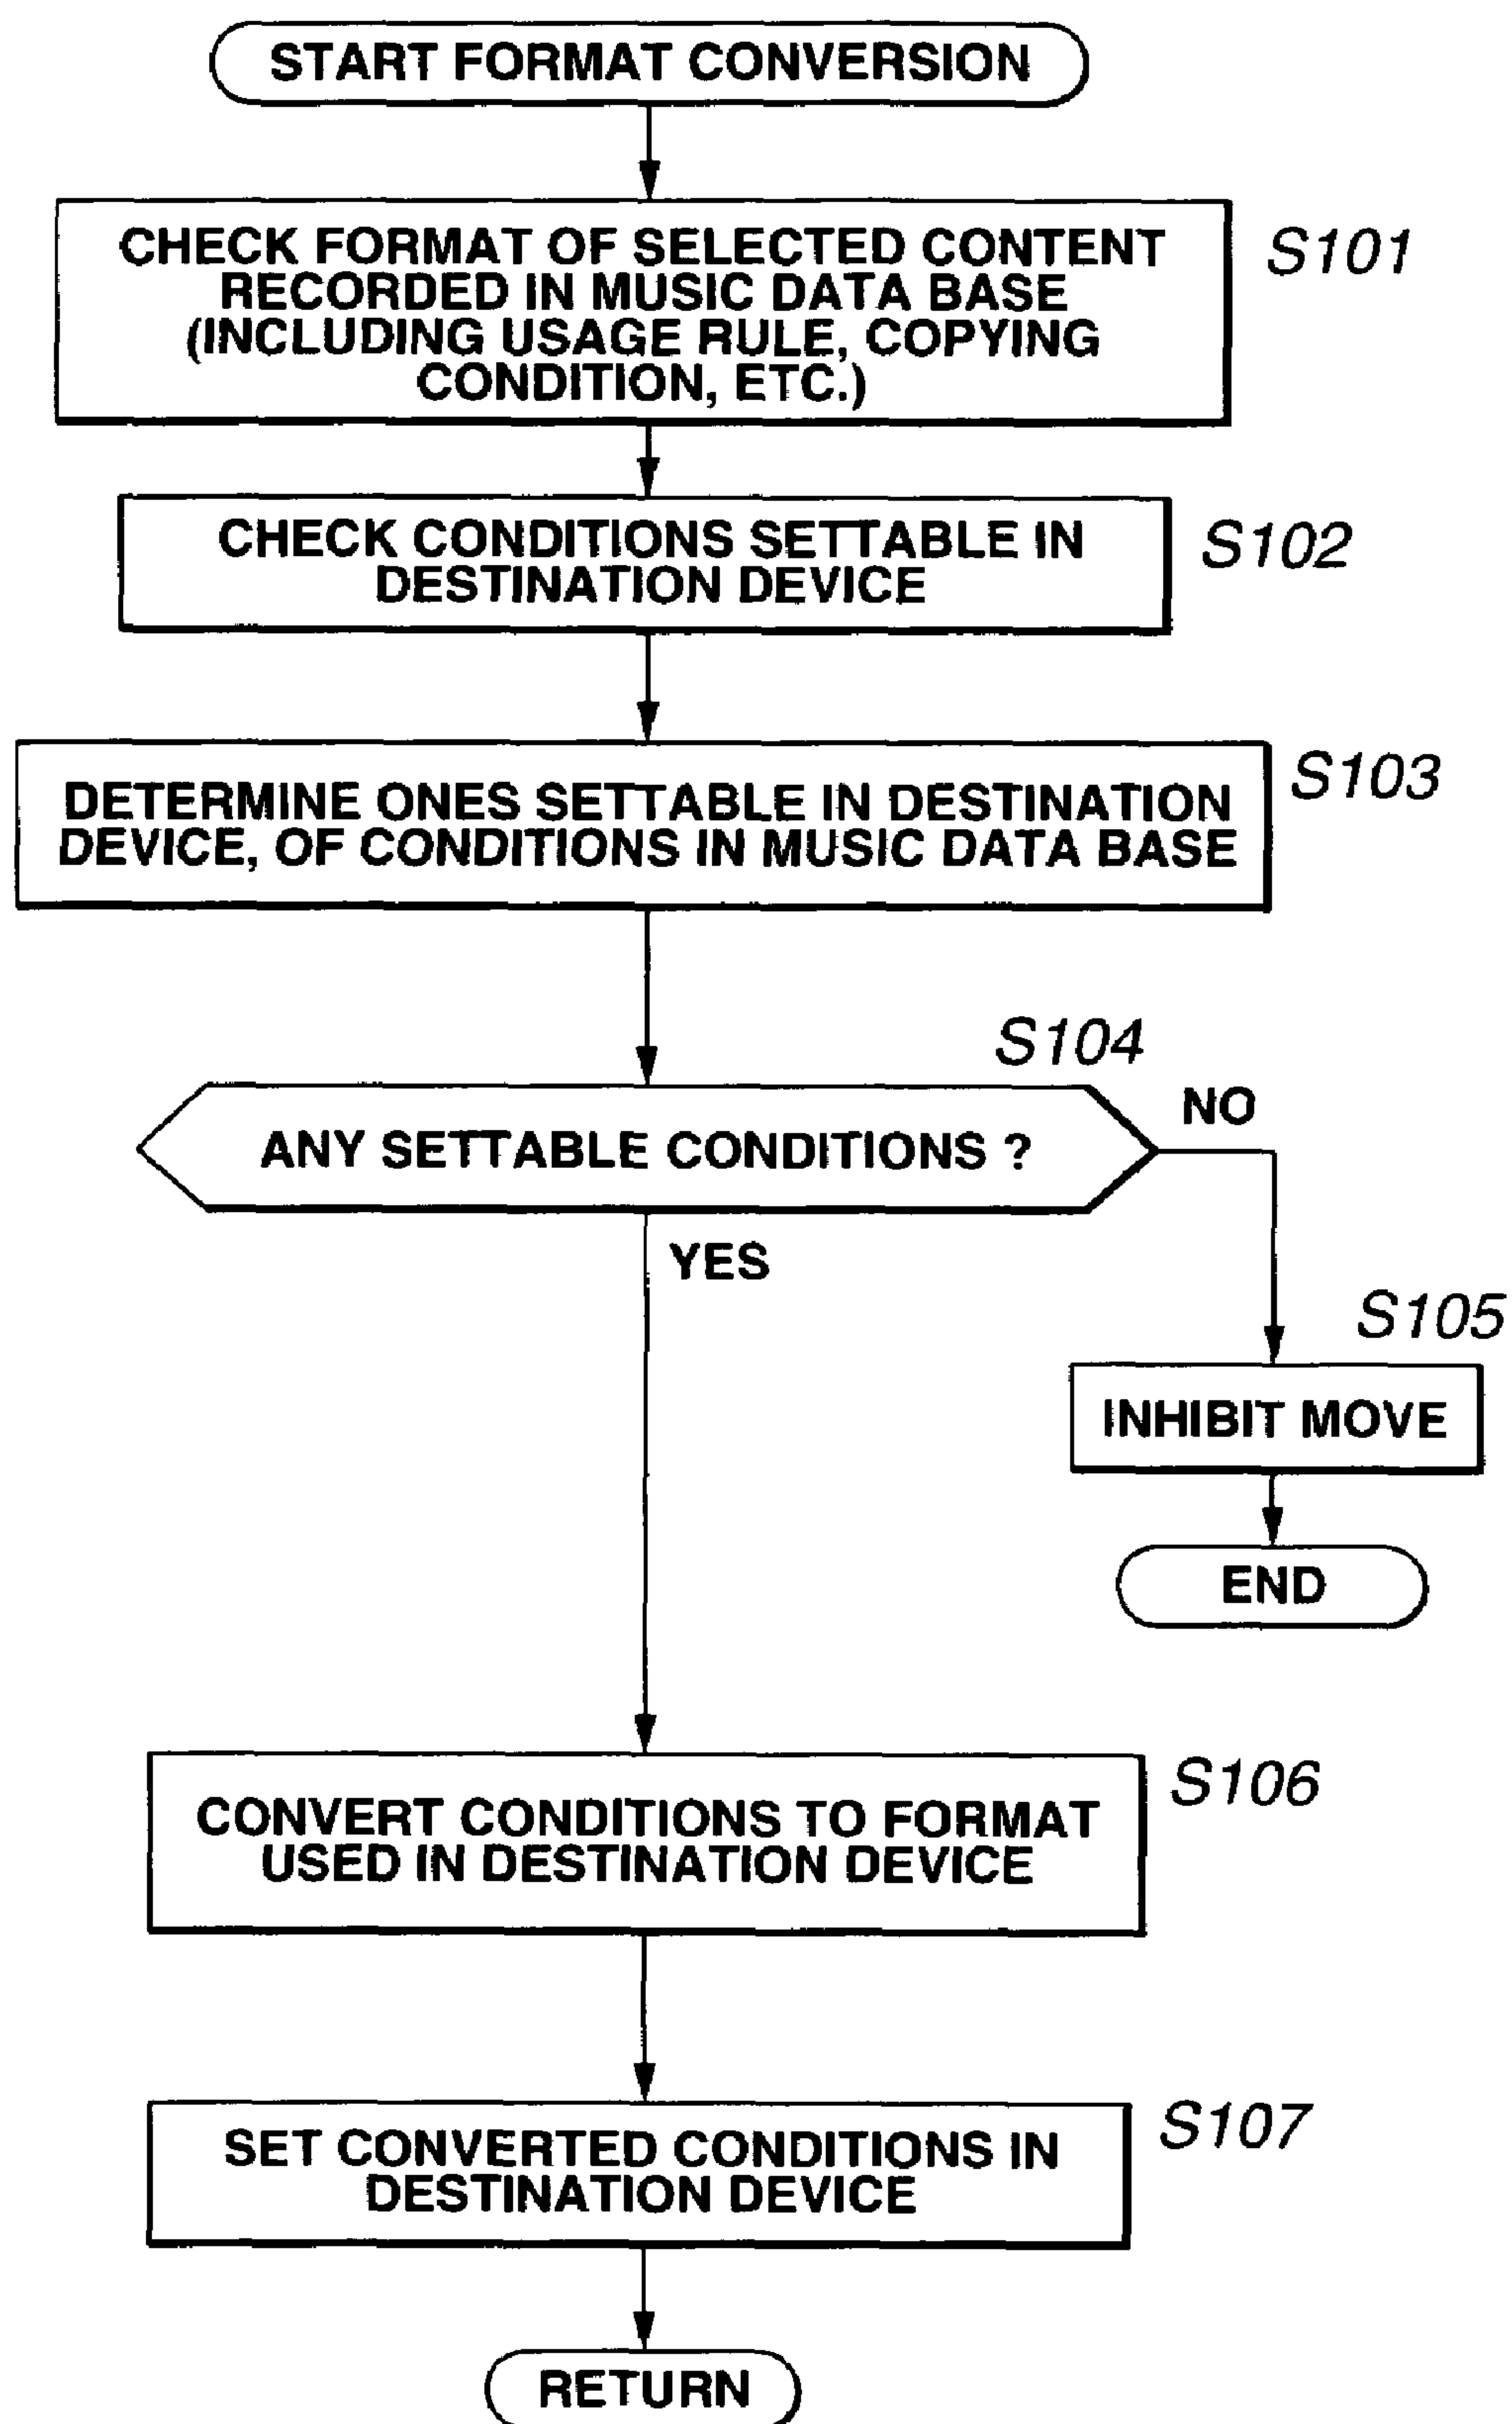 START FORMAT CONVERSION
CHECK FORMAT OF SELECTED CONTENT
RECORDED IN MUSIC DATA BASE
(INCLUDING USAGE RULE, COPYING
CONDITION, ETC.)
S101
CHECK CONDITIONS SETTABLE IN
DESTINATION DEVICE
S102
DETERMINE ONES SETTABLE IN DESTINATION
DEVICE, OF CONDITIONS IN MUSIC DATA BASE
S103
S104
ANY SETTABLE CONDITIONS ?
NO
YES
S105
INHIBIT MOVE
END
CONVERT CONDITIONS TO FORMAT
USED IN DESTINATION DEVICE
S106
SET CONVERTED CONDITIONS IN
DESTINATION DEVICE
S107
RETURN